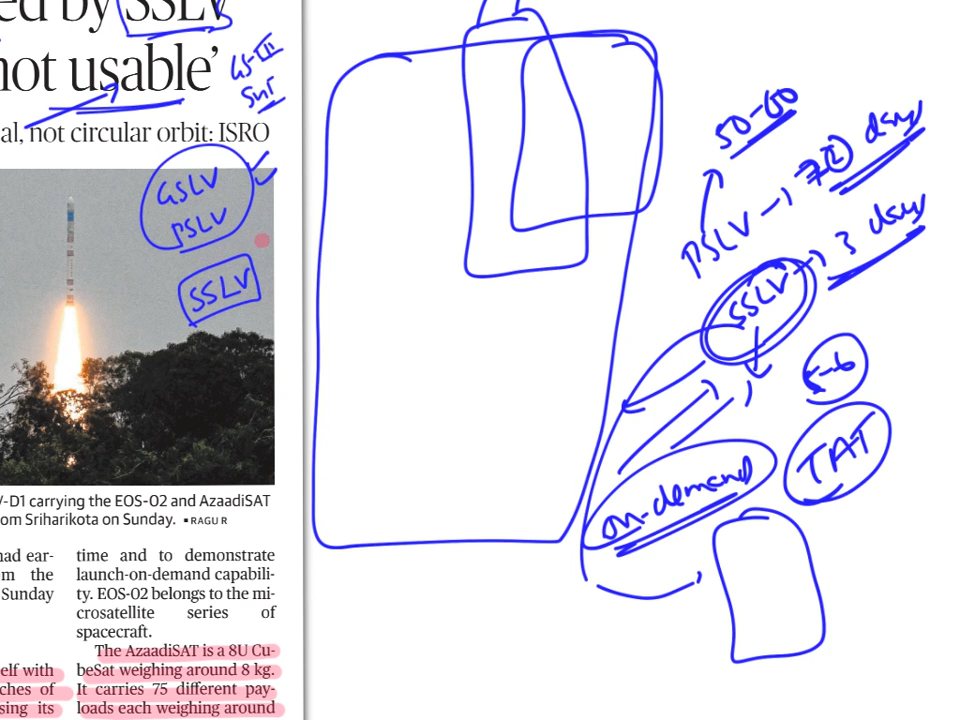 ed by SSLV
not usable’
al, not circular orbit: ISRO
GS-III
S&T
GSLV
PSLV
SSLV
V-D1 carrying the EOS-02 and AzaadiSAT
rom Sriharikota on Sunday. ■ RAGU R
had ear-
m the
Sunday
elf with
ches of
sing its
time and to demonstrate
launch-on-demand capabili-
ty. EOS-02 belongs to the mi-
crosatellite series of
spacecraft.
The AzaadiSAT is a 8U Cu-
beSat weighing around 8 kg.
It carries 75 different pay-
loads each weighing around
50-60
PSLV → 70 days
SSLV → 3 days
5-6
TAT
on-demand